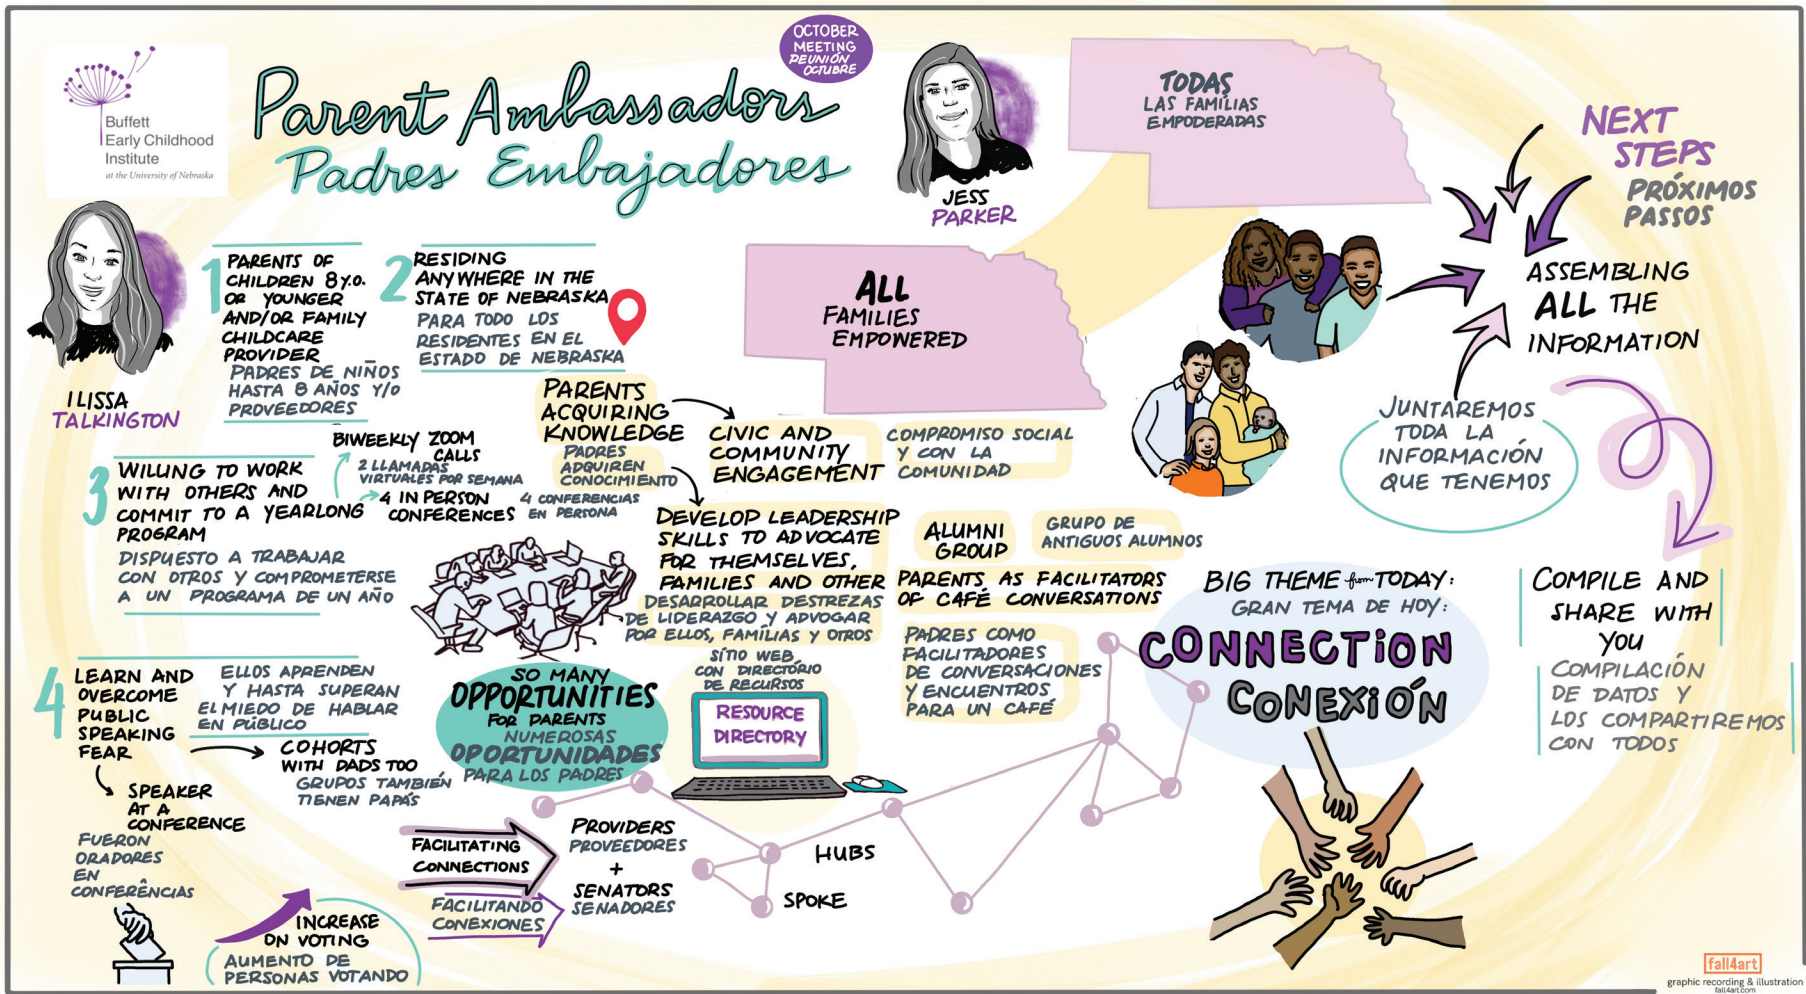 Buffett
Early Childhood
Institute
at the University of Nebraska
Parent Ambassadors
Padres Embajadores
OCTOBER
MEETING
REUNIÓN
OCTUBRE
JESS
PARKER
TODAS
LAS FAMILIAS
EMPODERADAS
NEXT
STEPS
PRÓXIMOS
PASSOS
ILISSA
TALKINGTON
1
PARENTS OF
CHILDREN 8 Y.O.
OR YOUNGER
AND/OR FAMILY
CHILDCARE
PROVIDER
PADRES DE NIÑOS
HASTA 8 AÑOS Y/O
PROVEEDORES
2
RESIDING
ANYWHERE IN THE
STATE OF NEBRASKA
PARA TODO LOS
RESIDENTES EN EL
ESTADO DE NEBRASKA
ALL
FAMILIES
EMPOWERED
ASSEMBLING
ALL THE
INFORMATION
JUNTAREMOS
TODA LA
INFORMACIÓN
QUE TENEMOS
3
WILLING TO WORK
WITH OTHERS AND
COMMIT TO A YEARLONG
PROGRAM
DISPUESTO A TRABAJAR
CON OTROS Y COMPROMETERSE
A UN PROGRAMA DE UN AÑO
BIWEEKLY ZOOM
CALLS
2 LLAMADAS
VIRTUALES POR SEMANA
4 IN PERSON
CONFERENCES
4 CONFERENCIAS
EN PERSONA
PARENTS
ACQUIRING
KNOWLEDGE
PADRES
ADQUIREN
CONOCIMIENTO
CIVIC AND
COMMUNITY
ENGAGEMENT
COMPROMISO SOCIAL
Y CON LA
COMUNIDAD
DEVELOP LEADERSHIP
SKILLS TO ADVOCATE
FOR THEMSELVES,
FAMILIES AND OTHER
DESARROLLAR DESTREZAS
DE LIDERAZGO Y ADVOGAR
POR ELLOS, FAMÍLIAS Y OTROS
ALUMNI
GROUP
GRUPO DE
ANTIGUOS ALUMNOS
PARENTS AS FACILITATORS
OF CAFÉ CONVERSATIONS
PADRES COMO
FACILITADORES
DE CONVERSACIONES
Y ENCUENTROS
PARA UN CAFÉ
BIG THEME from TODAY:
GRAN TEMA DE HOY:
CONNECTION
CONEXIÓN
COMPILE AND
SHARE WITH
YOU
COMPILACIÓN
DE DATOS Y
LOS COMPARTIREMOS
CON TODOS
4
LEARN AND
OVERCOME
PUBLIC
SPEAKING
FEAR
ELLOS APRENDEN
Y HASTA SUPERAN
EL MIEDO DE HABLAR
EN PÚBLICO
COHORTS
WITH DADS TOO
GRUPOS TAMBIÉN
TIENEN PAPÁS
SPEAKER
AT A
CONFERENCE
FUERON
ORADORES
EN
CONFERÊNCIAS
SO MANY
OPPORTUNITIES
FOR PARENTS
NUMEROSAS
OPORTUNIDADES
PARA LOS PADRES
SÍTIO WEB
CON DIRECTÓRIO
DE RECURSOS
RESOURCE
DIRECTORY
FACILITATING
CONNECTIONS
FACILITANDO
CONEXIONES
PROVIDERS
PROVEEDORES
+
SENATORS
SENADORES
HUBS
SPOKE
INCREASE
ON VOTING
AUMENTO DE
PERSONAS VOTANDO
fall4art
graphic recording & illustration
fall4art.com